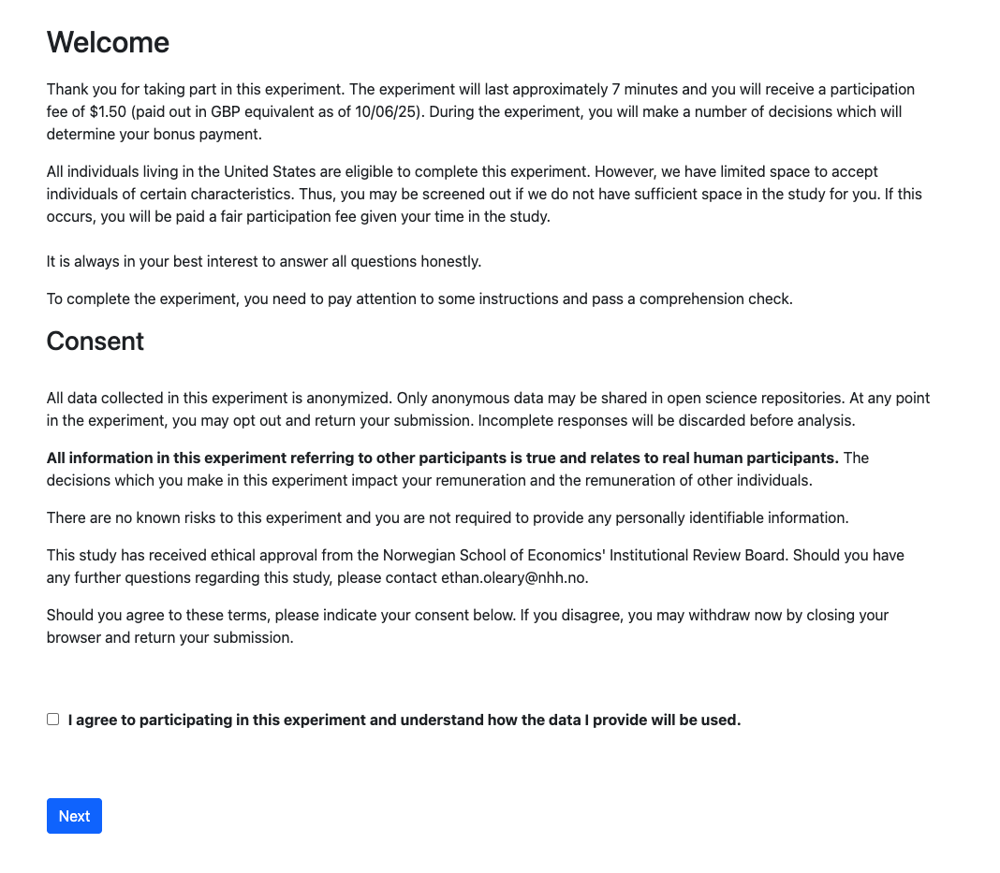 Welcome
Thank you for taking part in this experiment. The experiment will last approximately 7 minutes and you will receive a participation
fee of $1.50 (paid out in GBP equivalent as of 10/06/25). During the experiment, you will make a number of decisions which will
determine your bonus payment.
All individuals living in the United States are eligible to complete this experiment. However, we have limited space to accept
individuals of certain characteristics. Thus, you may be screened out if we do not have sufficient space in the study for you. If this
occurs, you will be paid a fair participation fee given your time in the study.
It is always in your best interest to answer all questions honestly.
To complete the experiment, you need to pay attention to some instructions and pass a comprehension check.
Consent
All data collected in this experiment is anonymized. Only anonymous data may be shared in open science repositories. At any point
in the experiment, you may opt out and return your submission. Incomplete responses will be discarded before analysis.
All information in this experiment referring to other participants is true and relates to real human participants. The
decisions which you make in this experiment impact your remuneration and the remuneration of other individuals.
There are no known risks to this experiment and you are not required to provide any personally identifiable information.
This study has received ethical approval from the Norwegian School of Economics' Institutional Review Board. Should you have
any further questions regarding this study, please contact ethan.oleary@nhh.no.
Should you agree to these terms, please indicate your consent below. If you disagree, you may withdraw now by closing your
browser and return your submission.
I agree to participating in this experiment and understand how the data I provide will be used.
Next